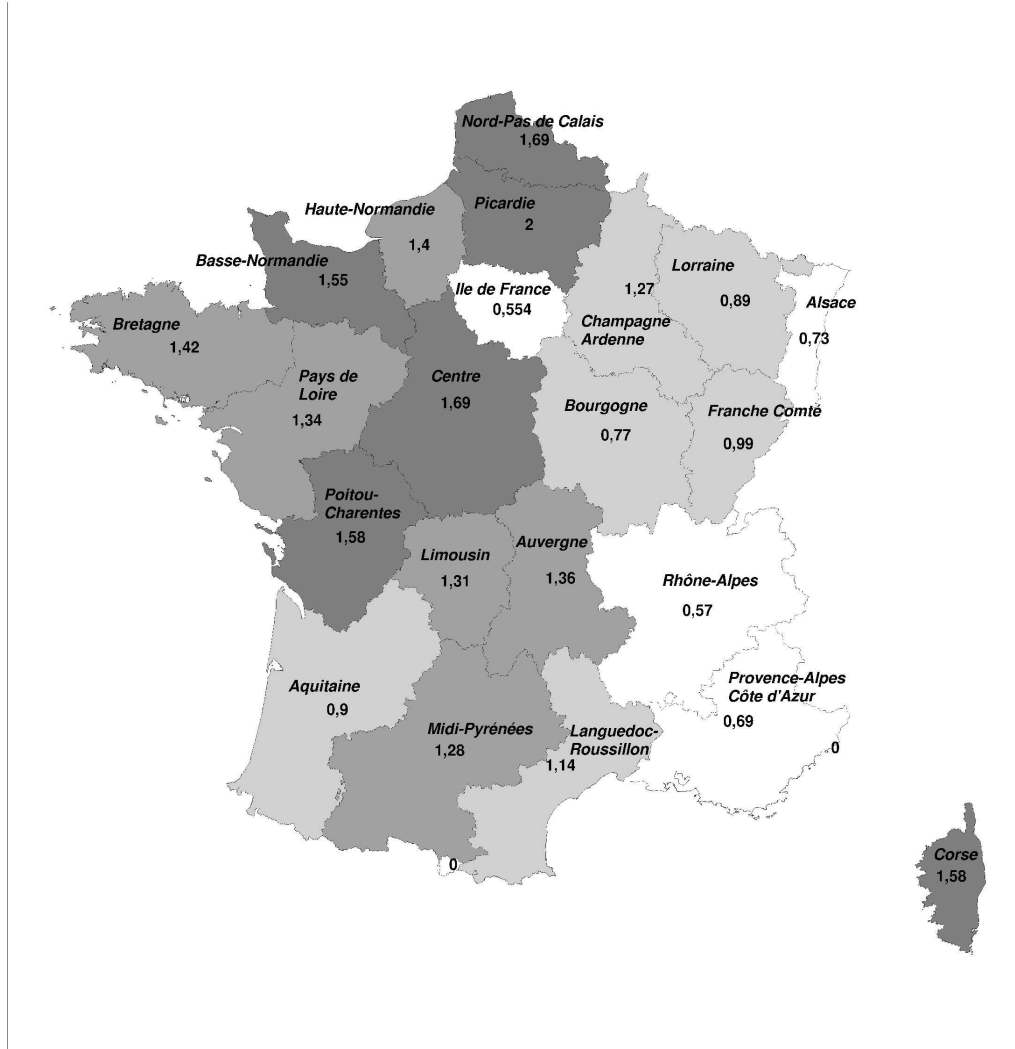 Nord-Pas de Calais
1,69
Picardie
2
Haute-Normandie
1,4
Basse-Normandie
1,55
Ile de France
0,554
Champagne
Ardenne
1,27
Lorraine
0,89
Alsace
0,73
Bretagne
1,42
Pays de
Loire
1,34
Centre
1,69
Bourgogne
0,77
Franche Comté
0,99
Poitou-
Charentes
1,58
Limousin
1,31
Auvergne
1,36
Rhône-Alpes
0,57
Aquitaine
0,9
Midi-Pyrénées
1,28
Languedoc-
Roussillon
1,14
Provence-Alpes
Côte d'Azur
0,69
0
0
Corse
1,58